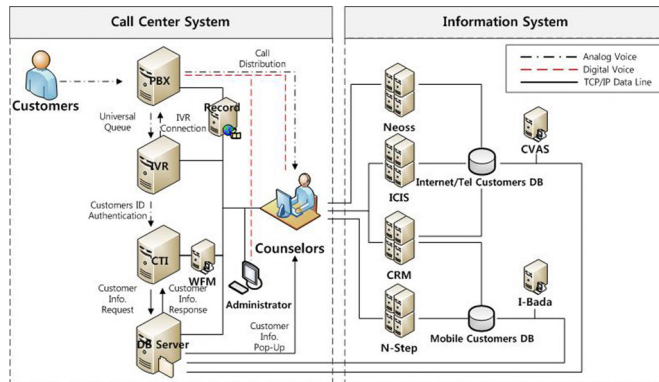 Call Center System
Information System
Call
Distribution
Analog Voice
Digital Voice
TCP/IP Data Line
PBX
Customers
Record
Neoss
Universal
Queue
IVR
Connection
CVAS
IVR
Internet/Tel Customers DB
ICIS
Customers ID
Authentication
Counselors
CTI
WFM
CRM
Administrator
I-Bada
Customer
Info.
Request
Customer
Info.
Response
DB Server
Customer
Info.
Pop-Up
N-Step
Mobile Customers DB